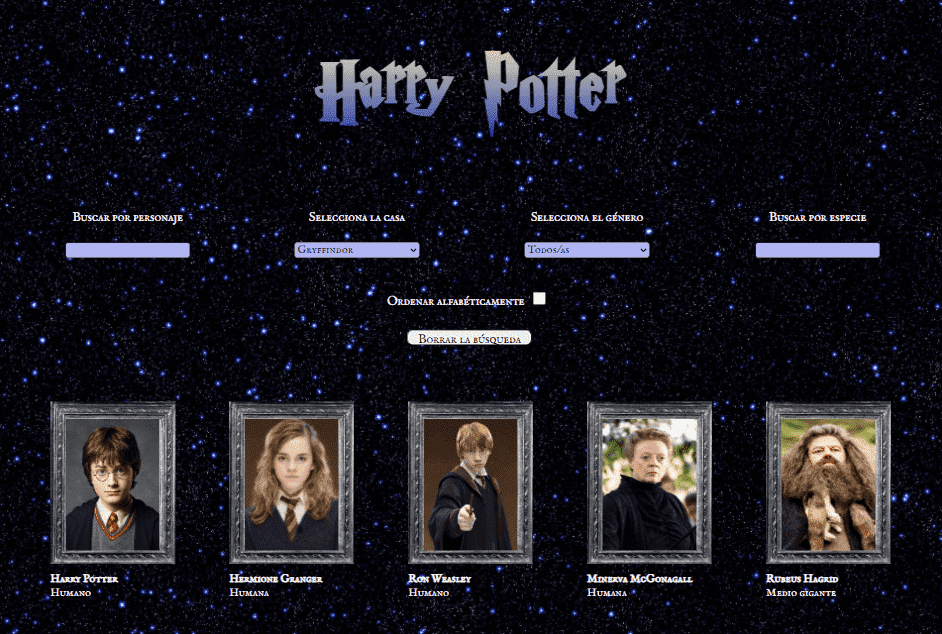 Harry Potter
Buscar por personaje
Selecciona la casa
Selecciona el género
Buscar por especie
Gryffindor
Todos/as
Ordenar alfabéticamente
Borrar la búsqueda
Harry Potter
Humano
Hermione Granger
Humana
Ron Weasley
Humano
Minerva McGonagall
Humana
Rubeus Hagrid
Medio gigante